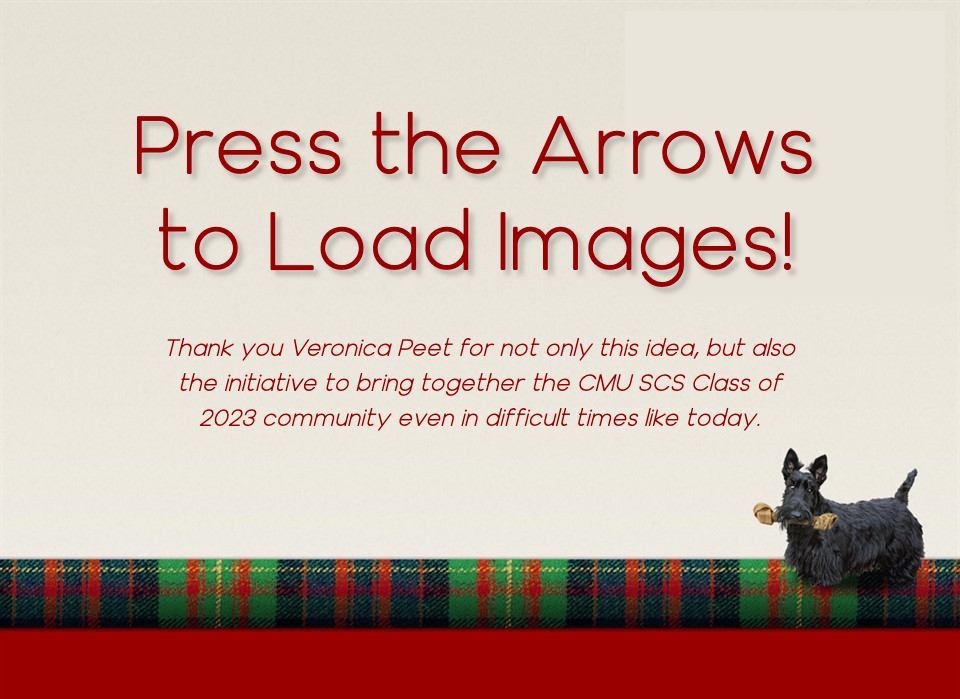 Press the Arrows
to Load Images!
Thank you Veronica Peet for not only this idea, but also
the initiative to bring together the CMU SCS Class of
2023 community even in difficult times like today.